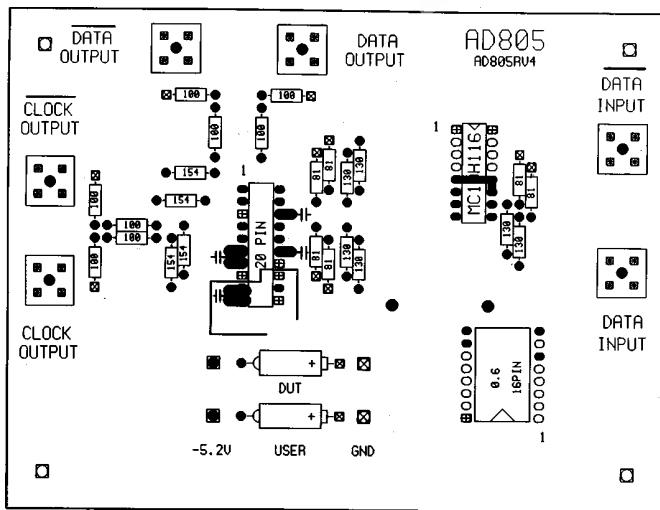 DATA
OUTPUT
DATA
OUTPUT
AD805
AD805RV4
DATA
INPUT
CLOCK
OUTPUT
100
100
100
100
1
1
154
154
81
81
130
130
MC10H116
81
81
130
130
100
100
100
100
154
154
20 PIN
81
81
130
130
CLOCK
OUTPUT
DATA
INPUT
0.6
16PIN
1
+
DUT
+
-5.2V
USER
GND